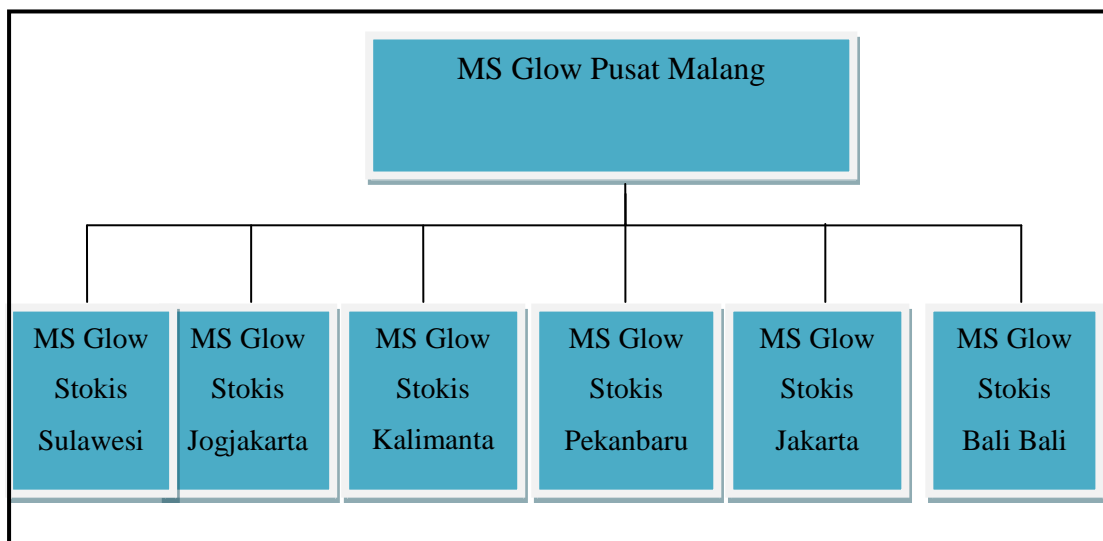 MS Glow Pusat Malang
MS Glow
Stokis
Sulawesi
MS Glow
Stokis
Jogjakarta
MS Glow
Stokis
Kalimanta
MS Glow
Stokis
Pekanbaru
MS Glow
Stokis
Jakarta
MS Glow
Stokis
Bali Bali